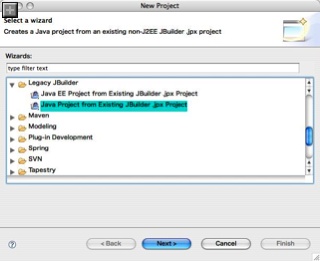 New Project
Select a wizard
Creates a Java project from an existing non-J2EE JBuilder .jpx project
Wizards:
type filter text
Legacy JBuilder
Java EE Project from Existing JBuilder .jpx Project
Java Project from Existing JBuilder .jpx Project
Maven
Modeling
Plug-in Development
Spring
SVN
Tapestry
?
< Back
Next >
Cancel
Finish